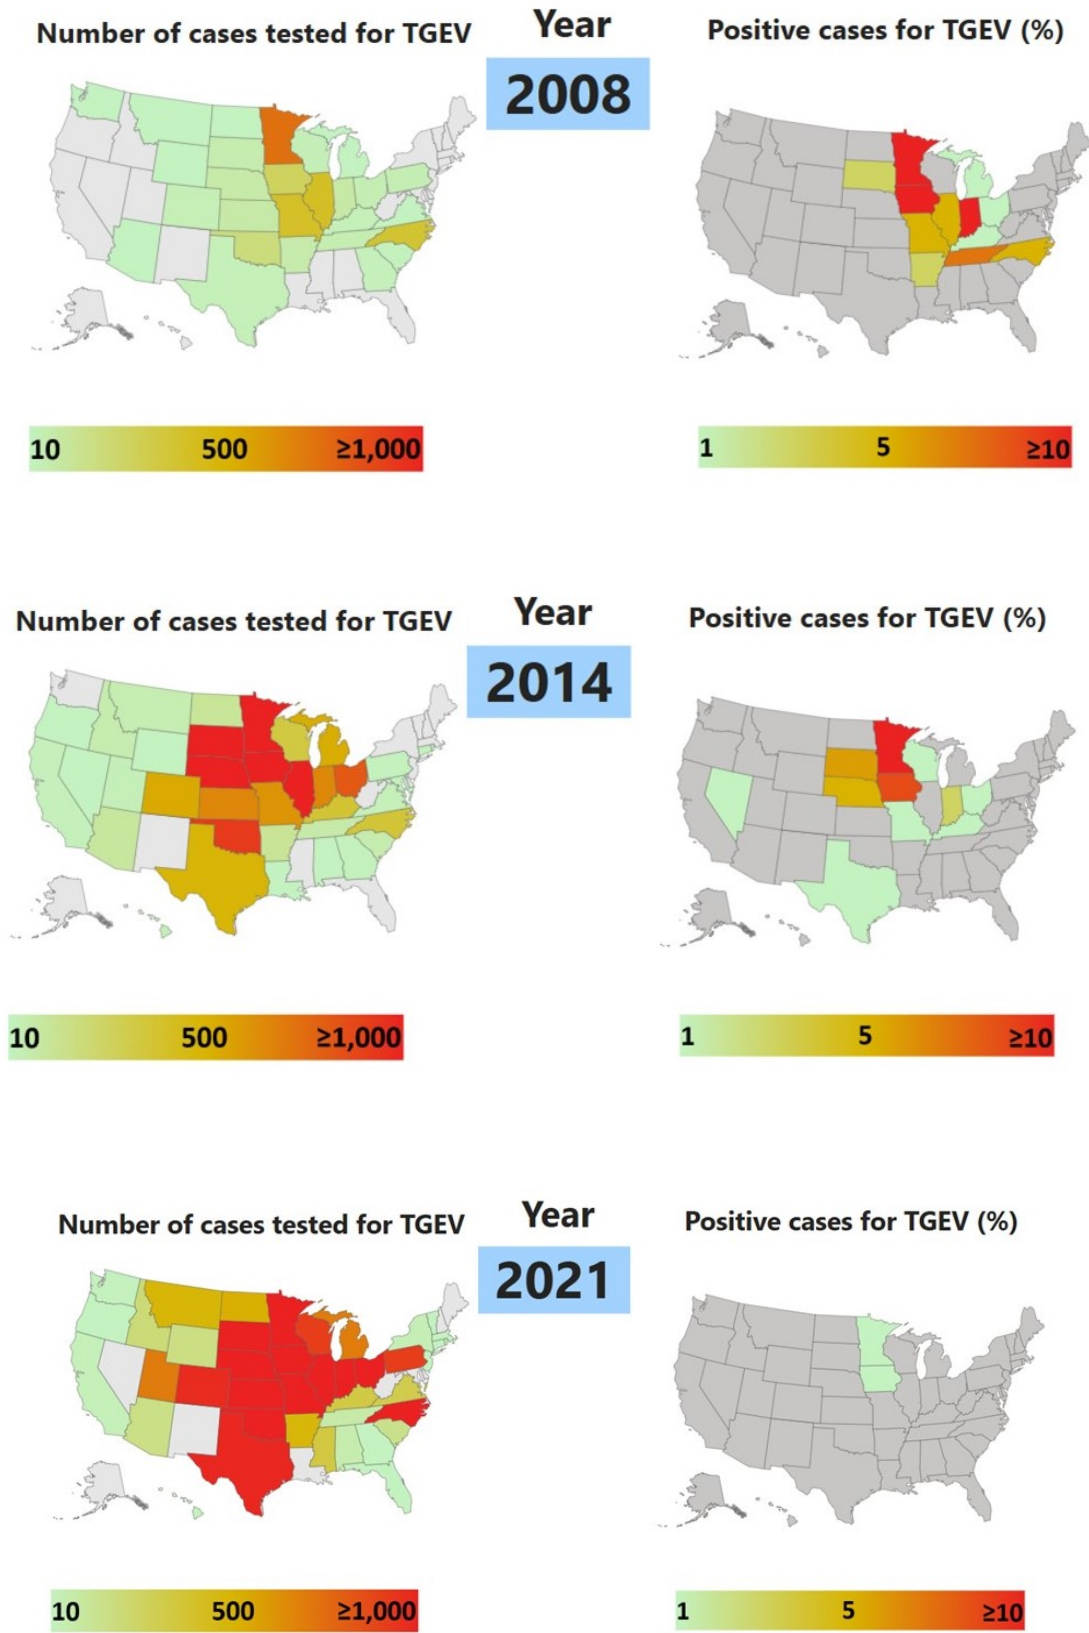 Number of cases tested for TGEV
Year
2008
Positive cases for TGEV (%)
10 500 ≥1,000
1 5 ≥10
Number of cases tested for TGEV
Year
2014
Positive cases for TGEV (%)
10 500 ≥1,000
1 5 ≥10
Number of cases tested for TGEV
Year
2021
Positive cases for TGEV (%)
10 500 ≥1,000
1 5 ≥10